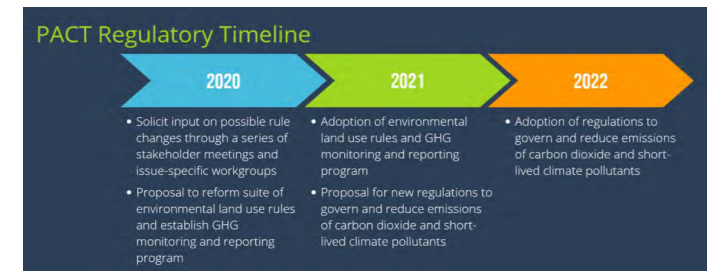 PACT Regulatory Timeline
2020
• Solicit input on possible rule
changes through a series of
stakeholder meetings and
issue-specific workgroups
• Proposal to reform suite of
environmental land use rules
and establish GHG
monitoring and reporting
program
2021
• Adoption of environmental
land use rules and GHG
monitoring and reporting
program
• Proposal for new regulations to
govern and reduce emissions
of carbon dioxide and short-
lived climate pollutants
2022
• Adoption of regulations to
govern and reduce emissions
of carbon dioxide and short-
lived climate pollutants